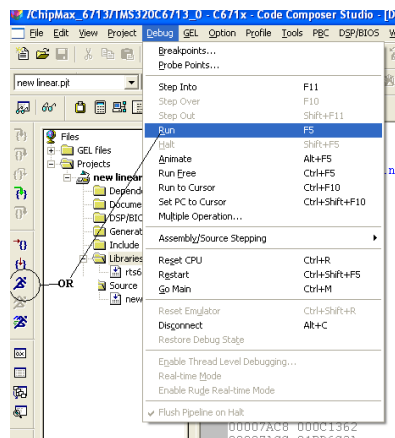 /ChipMax_6713/TMS320C6713_0 - C671x - Code Composer Studio - [D
File Edit View Project Debug GEL Option Profile Tools PBC DSP/BIOS
new linear.pjt
Breakpoints...
Probe Points...
Step Into F11
Step Over F10
Step Out Shift+F11
Run F5
Halt Shift+F5
Animate Alt+F5
Run Free Ctrl+F5
Run to Cursor Ctrl+F10
Set PC to Cursor Ctrl+Shift+F10
Multiple Operation...
Assembly/Source Stepping
Reset CPU Ctrl+R
Restart Ctrl+Shift+F5
Go Main Ctrl+M
Reset Emulator Ctrl+Shift+R
Disconnect Alt+C
Restore Debug State
Enable Thread Level Debugging...
Real-time Mode
Enable Rude Real-time Mode
Flush Pipeline on Halt
Files
GEL files
Projects
new linear
Depend
Docume
DSP/BIO
Generat
Include
Libraries
rts6
Source
new
OR
00007AC8 000C1362